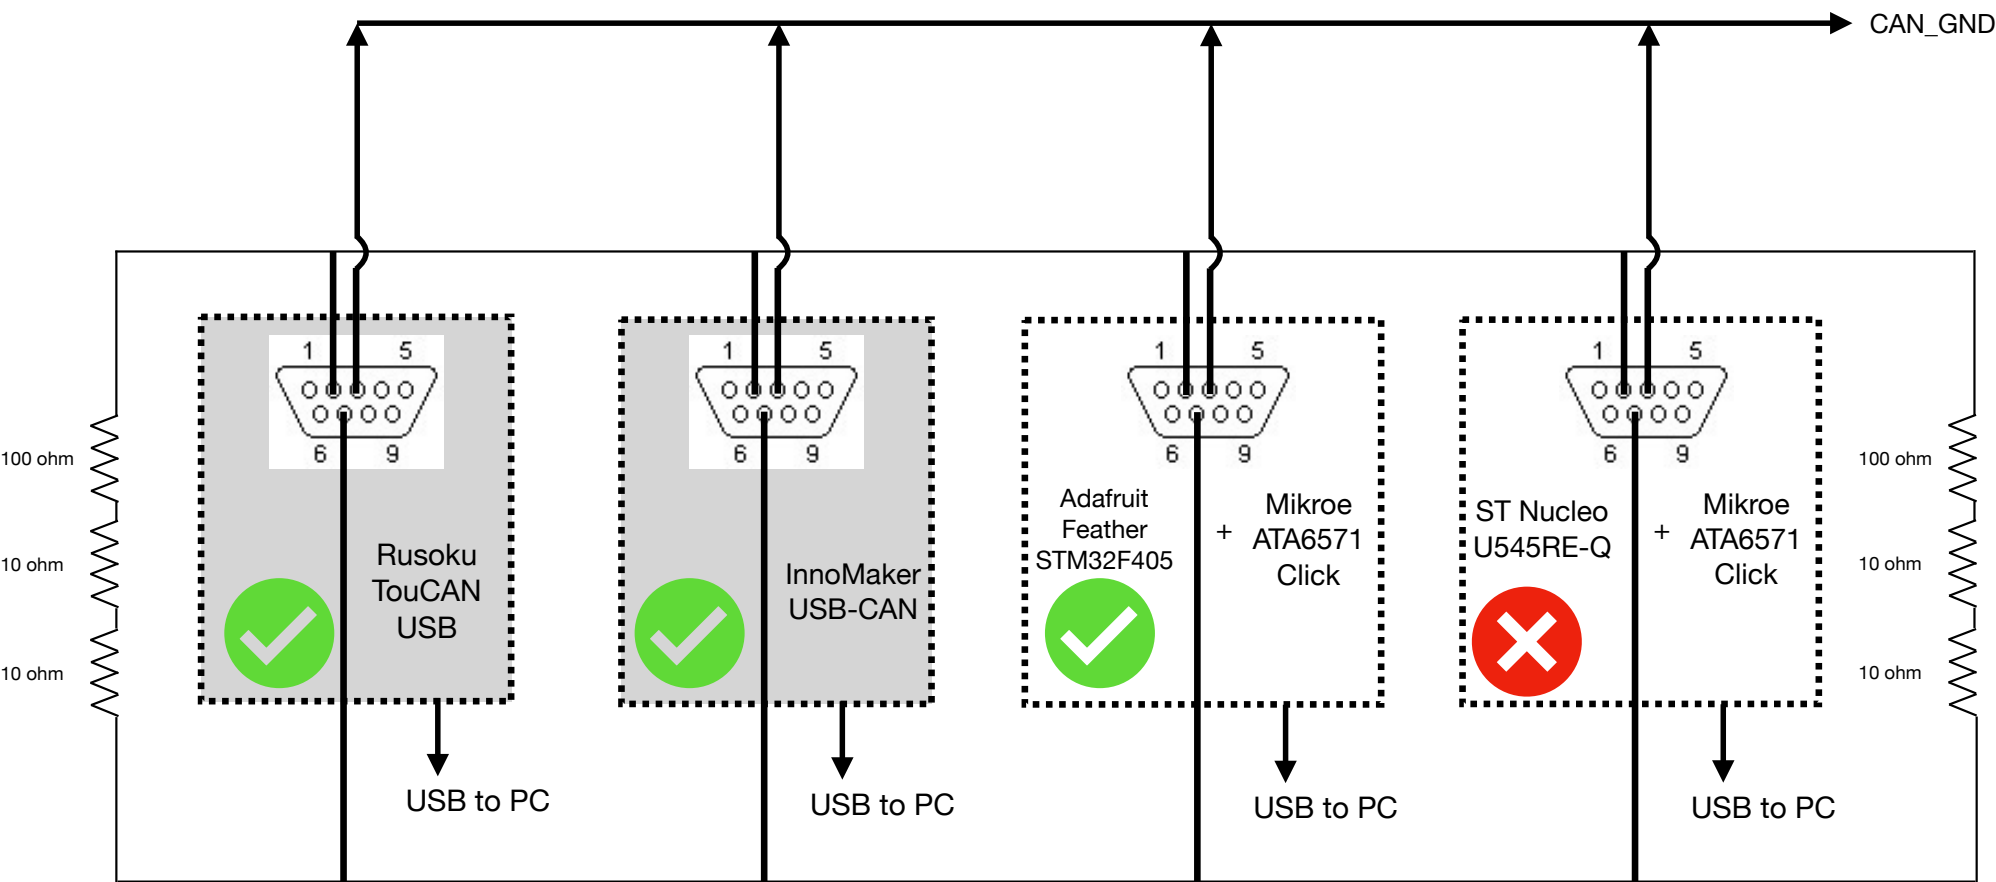 CAN_GND
1 5
6 9
1 5
6 9
1 5
6 9
1 5
6 9
100 ohm
10 ohm
10 ohm
Rusoku
TouCAN
USB
InnoMaker
USB-CAN
Adafruit
Feather
STM32F405
+
Mikroe
ATA6571
Click
ST Nucleo
U545RE-Q
+
Mikroe
ATA6571
Click
100 ohm
10 ohm
10 ohm
USB to PC
USB to PC
USB to PC
USB to PC